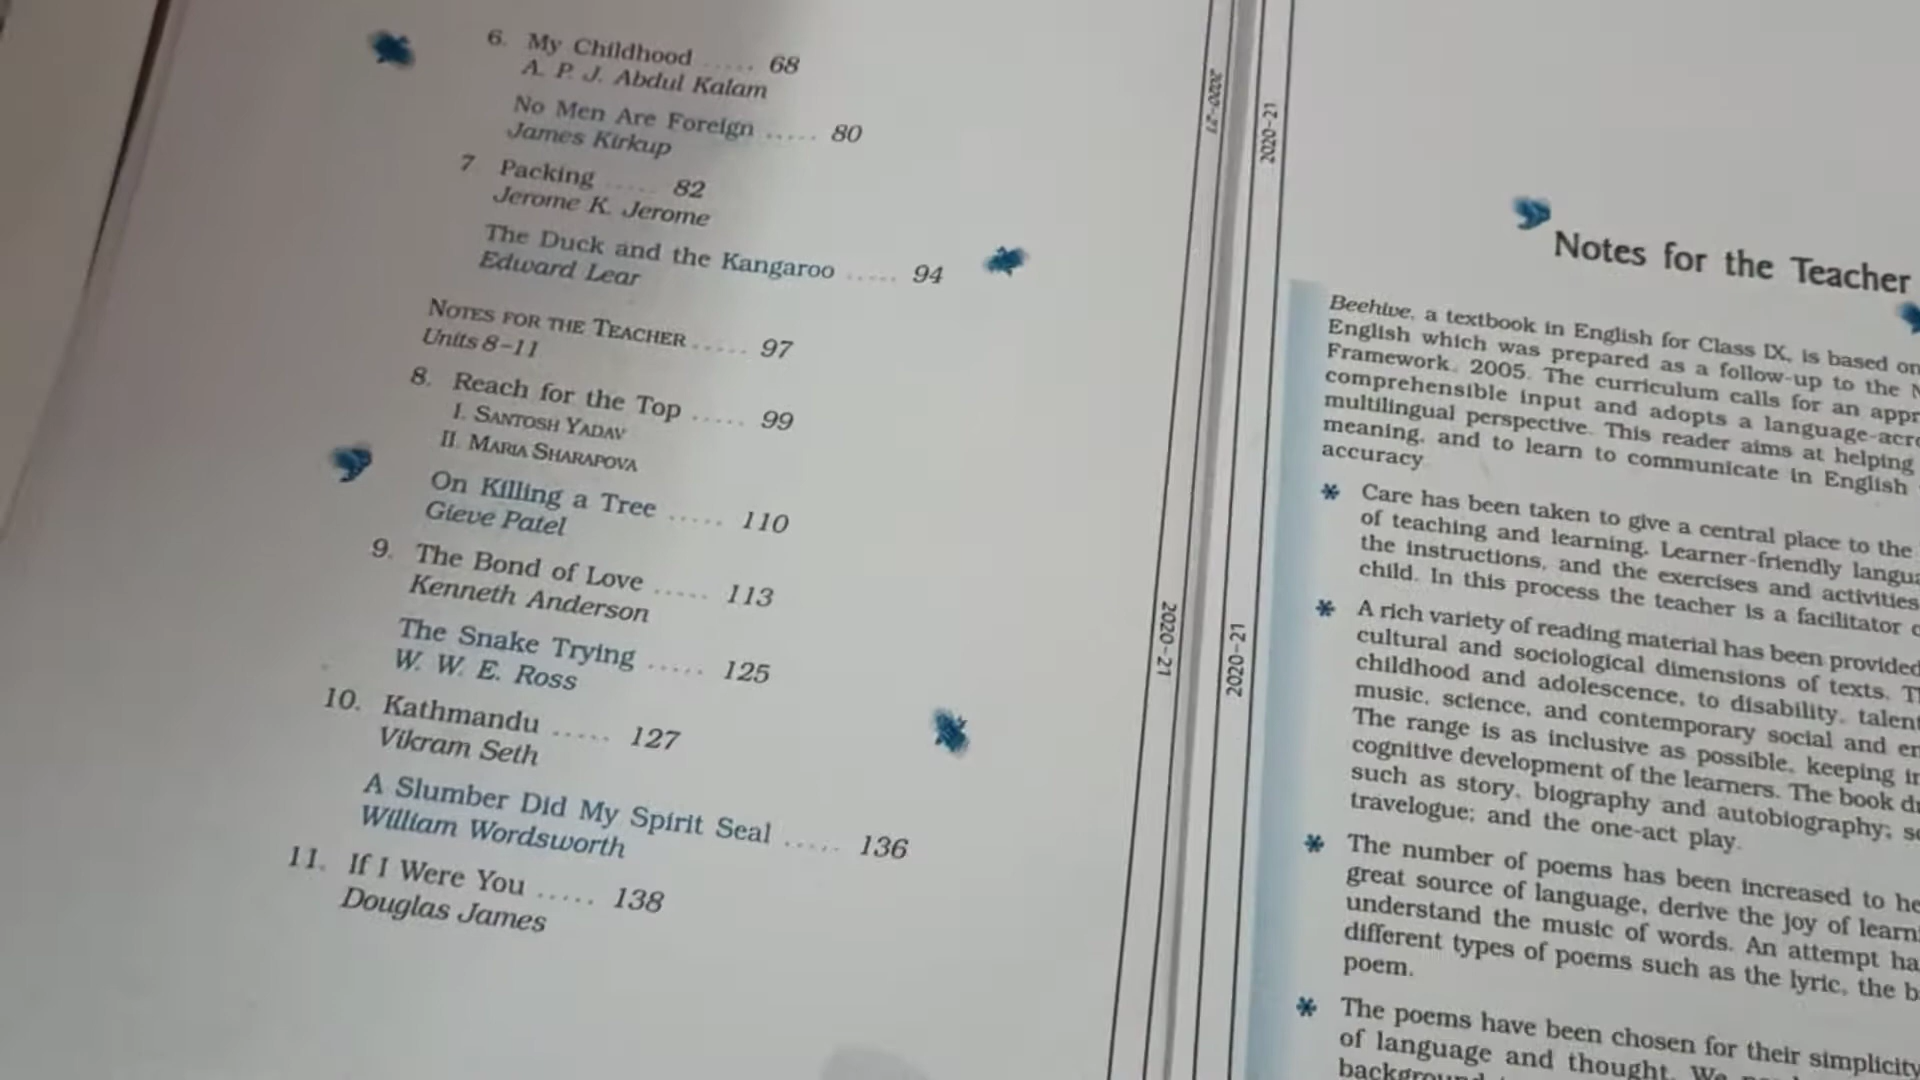 6. My Childhood ..... 68
A. P. J. Abdul Kalam
No Men Are Foreign ..... 80
James Kirkup
7 Packing ..... 82
Jerome K. Jerome
The Duck and the Kangaroo ..... 94
Edward Lear
NOTES FOR THE TEACHER ..... 97
Units 8–11
8. Reach for the Top ..... 99
I. SANTOSH YADAV
II. MARIA SHARAPOVA
On Killing a Tree ..... 110
Gieve Patel
9. The Bond of Love ..... 113
Kenneth Anderson
The Snake Trying ..... 125
W. W. E. Ross
10. Kathmandu ..... 127
Vikram Seth
A Slumber Did My Spirit Seal ..... 136
William Wordsworth
11. If I Were You ..... 138
Douglas James
2020-21
2020-21
2020-21
2020-21
Notes for the Teacher
Beehive, a textbook in English for Class IX, is based on
English which was prepared as a follow-up to the
Framework, 2005. The curriculum calls for an
comprehensible input and adopts a
multilingual perspective. This reader aims at helping
meaning, and to learn to communicate in English
accuracy
* Care has been taken to give a central place to the
of teaching and learning. Learner-friendly
the instructions, and the exercises and activities
child. In this process the teacher is a facilitator
* A rich variety of reading material has been provided
cultural and sociological dimensions of texts.
childhood and adolescence, to disability, talent
music, science, and contemporary social and
The range is as inclusive as possible, keeping
cognitive development of the learners. The book
such as story, biography and autobiography;
travelogue; and the one-act play.
* The number of poems has been increased to
great source of language, derive the joy of
understand the music of words. An attempt
different types of poems such as the lyric, the
poem.
* The poems have been chosen for their simplicity
of language and thought.